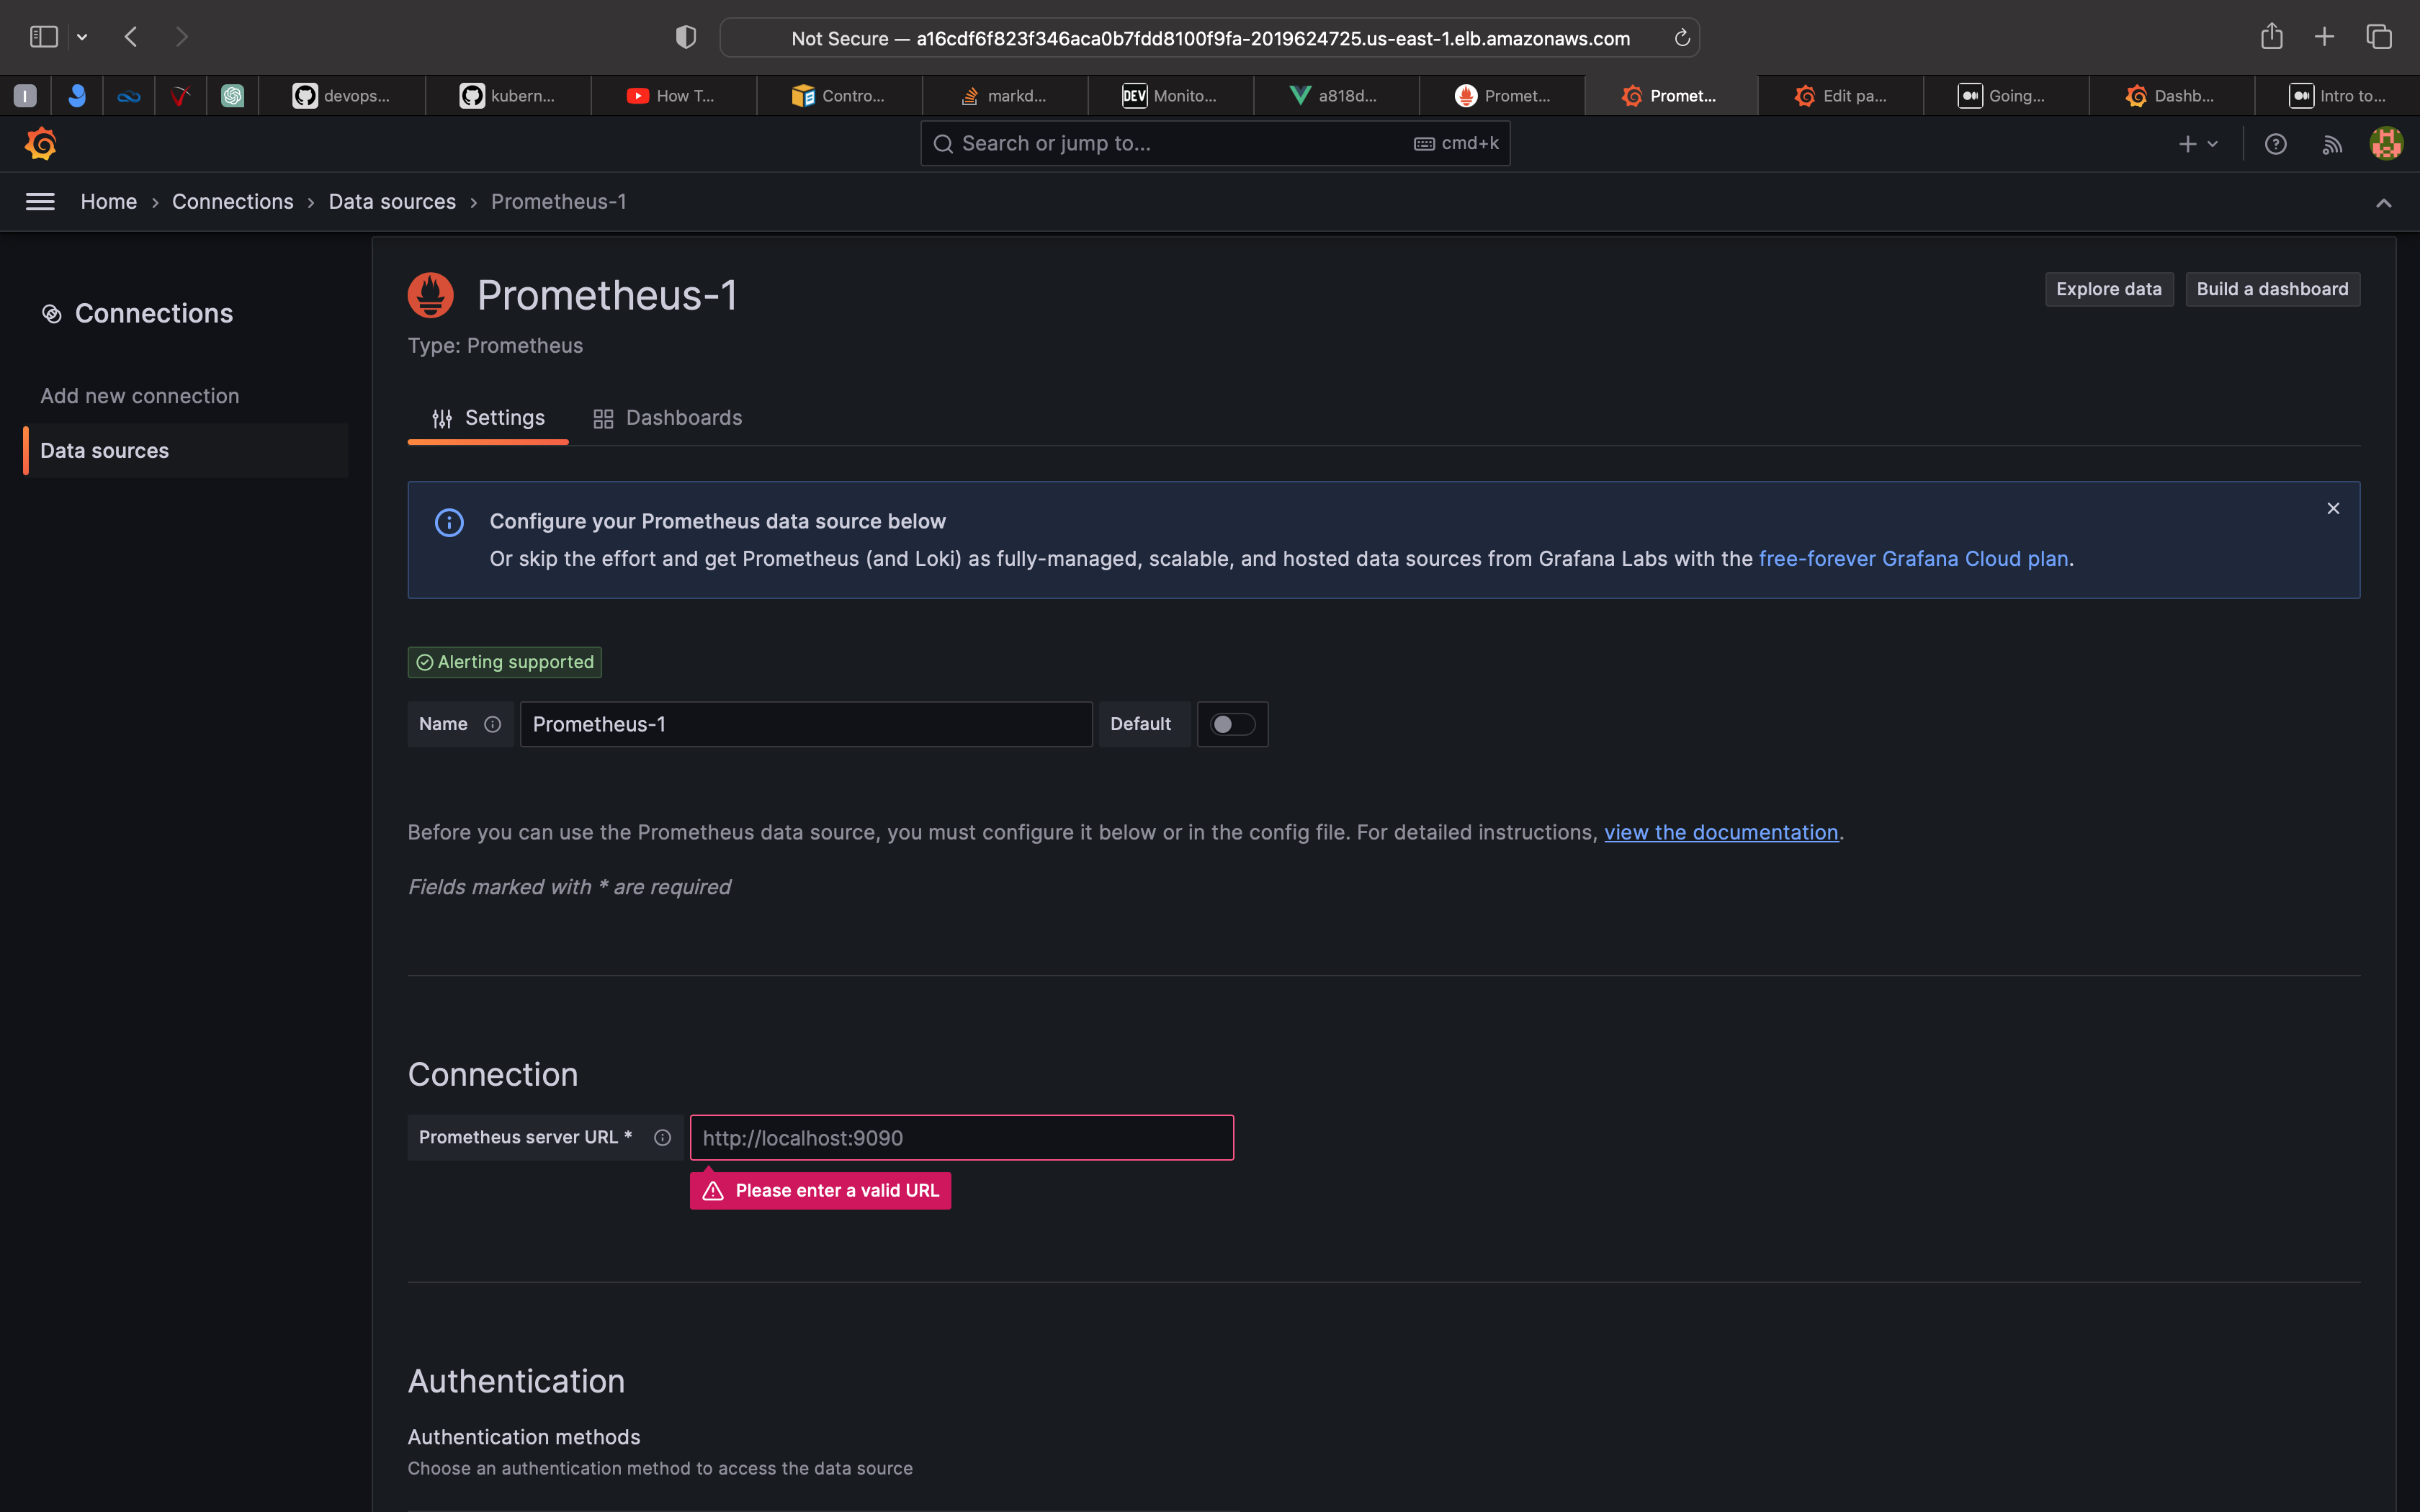 Not Secure — a16cdf6f823f346aca0b7fdd8100f9fa-2019624725.us-east-1.elb.amazonaws.com
I devops... kubern... How T... Contro... markd... DEV Monito... a818d... Promet... Promet... Edit pa... Going... Dashb... Intro to...
Search or jump to... cmd+k
Home › Connections › Data sources › Prometheus-1
Connections
Add new connection
Data sources
Prometheus-1
Explore data
Build a dashboard
Type: Prometheus
Settings
Dashboards
Configure your Prometheus data source below
Or skip the effort and get Prometheus (and Loki) as fully-managed, scalable, and hosted data sources from Grafana Labs with the free-forever Grafana Cloud plan.
Alerting supported
Name Prometheus-1 Default
Before you can use the Prometheus data source, you must configure it below or in the config file. For detailed instructions, view the documentation.
Fields marked with * are required
Connection
Prometheus server URL * http://localhost:9090
Please enter a valid URL
Authentication
Authentication methods
Choose an authentication method to access the data source